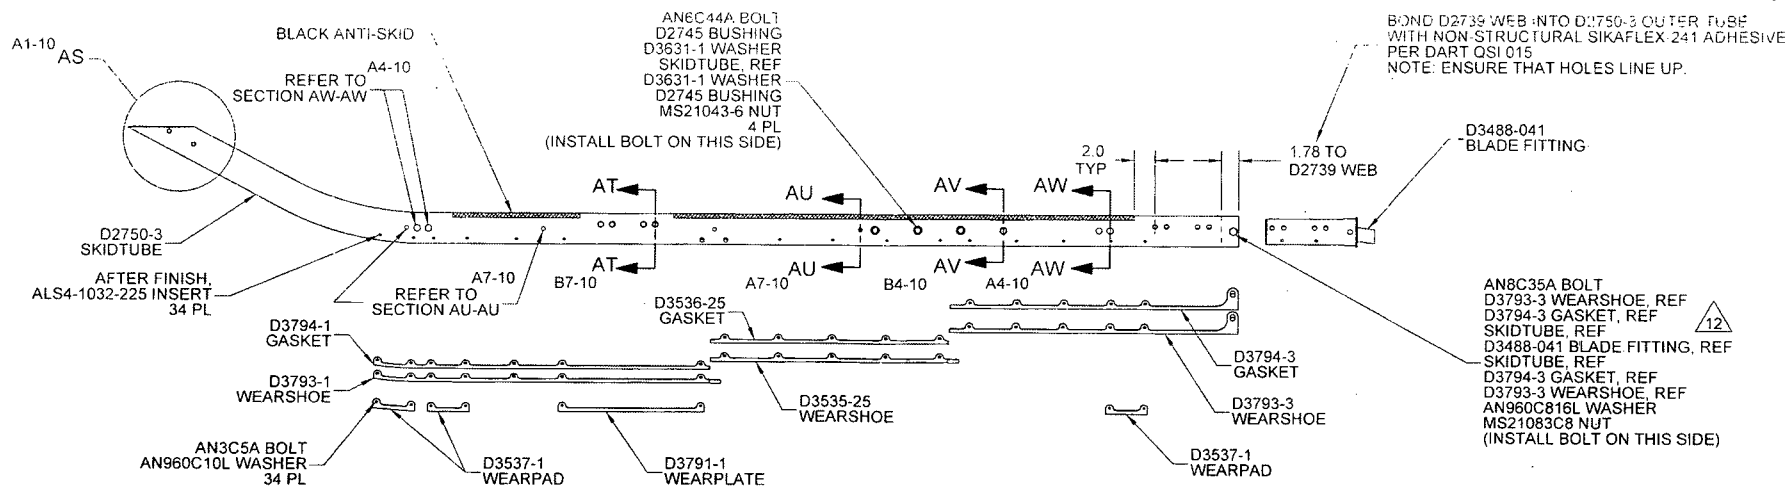 A1-10
AS
BLACK ANTI-SKID
A4-10
REFER TO
SECTION AW-AW
AN6C44A BOLT
D2745 BUSHING
D3631-1 WASHER
SKIDTUBE, REF
D3631-1 WASHER
D2745 BUSHING
MS21043-6 NUT
4 PL
(INSTALL BOLT ON THIS SIDE)
BOND D2739 WEB INTO D2750-3 OUTER TUBE
WITH NON-STRUCTURAL SIKAFLEX-241 ADHESIVE
PER DART QSI 015
NOTE: ENSURE THAT HOLES LINE UP.
D3488-041
BLADE FITTING
2.0
TYP
1.78 TO
D2739 WEB
AT
AU
AV
AW
D2750-3
SKIDTUBE
AFTER FINISH,
ALS4-1032-225 INSERT
34 PL
REFER TO
SECTION AU-AU
A7-10
AT
B7-10
AU
A7-10
AV
B4-10
AW
A4-10
D3794-1
GASKET
D3793-1
WEARSHOE
AN3C5A BOLT
AN960C10L WASHER
34 PL
D3537-1
WEARPAD
D3791-1
WEARPLATE
D3536-25
GASKET
D3535-25
WEARSHOE
D3794-3
GASKET
D3793-3
WEARSHOE
D3537-1
WEARPAD
AN8C35A BOLT
D3793-3 WEARSHOE, REF
D3794-3 GASKET, REF
SKIDTUBE, REF
D3488-041 BLADE FITTING, REF
SKIDTUBE, REF
D3794-3 GASKET, REF
D3793-3 WEARSHOE, REF
AN960C816L WASHER
MS21083C8 NUT
(INSTALL BOLT ON THIS SIDE)
12